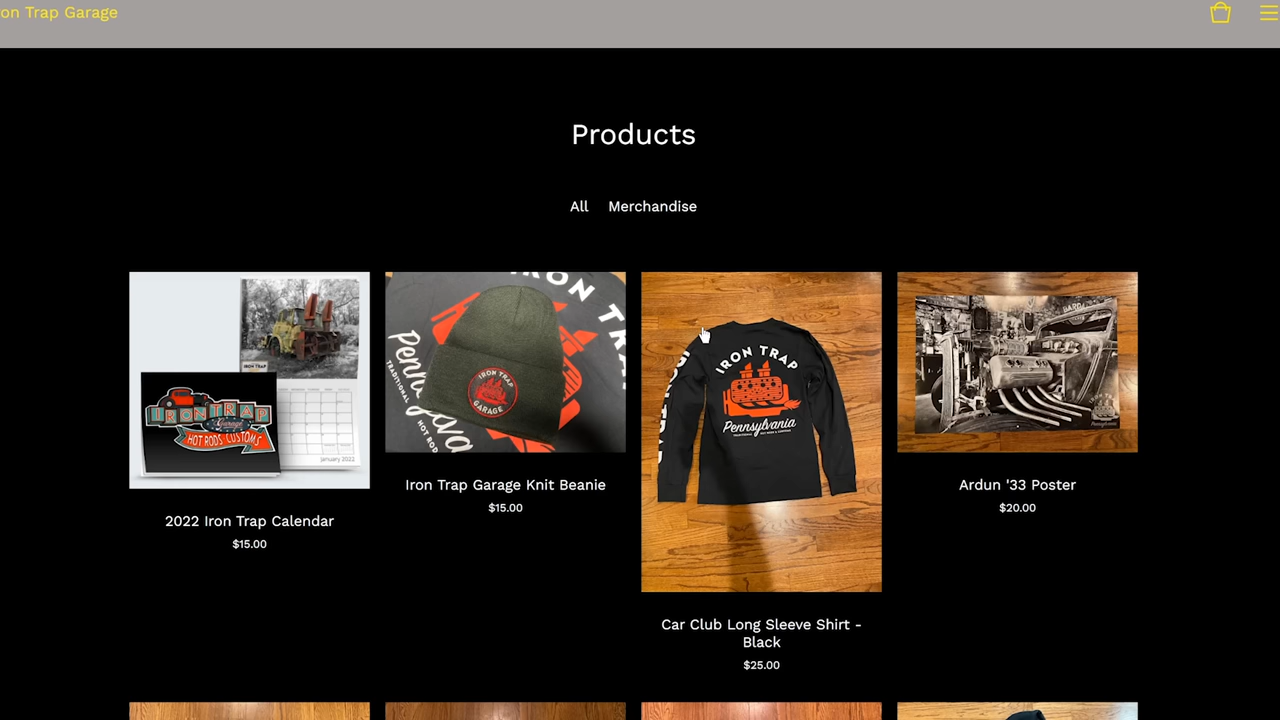 on Trap Garage
Products
All Merchandise
IRON TRAP
Garage
HOT RODS CUSTOMS
January 2022
2022 Iron Trap Calendar
$15.00
IRON TRAP
GARAGE
Iron Trap Garage Knit Beanie
$15.00
IRON TRAP
Pennsylvania
Car Club Long Sleeve Shirt -
Black
$25.00
Ardun '33 Poster
$20.00